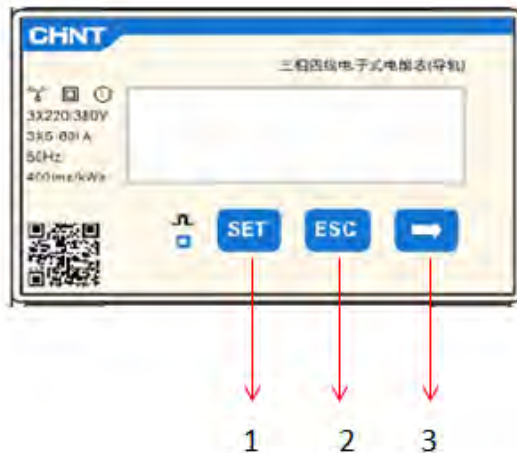 CHNT
三相四线电子式电能表(导轨)
3X220/380V
3X5(60)A
50Hz
400imp/kWh
SET
ESC
1
2
3